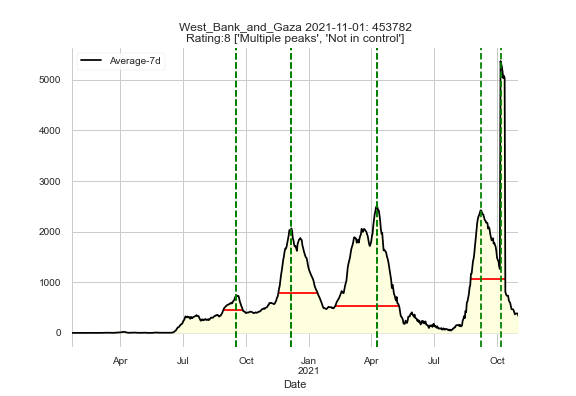 West_Bank_and_Gaza 2021-11-01: 453782
Rating:8 ['Multiple peaks', 'Not in control']
Average-7d
5000
4000
3000
2000
1000
0
Apr Jul Oct Jan Apr Jul Oct
2021
Date